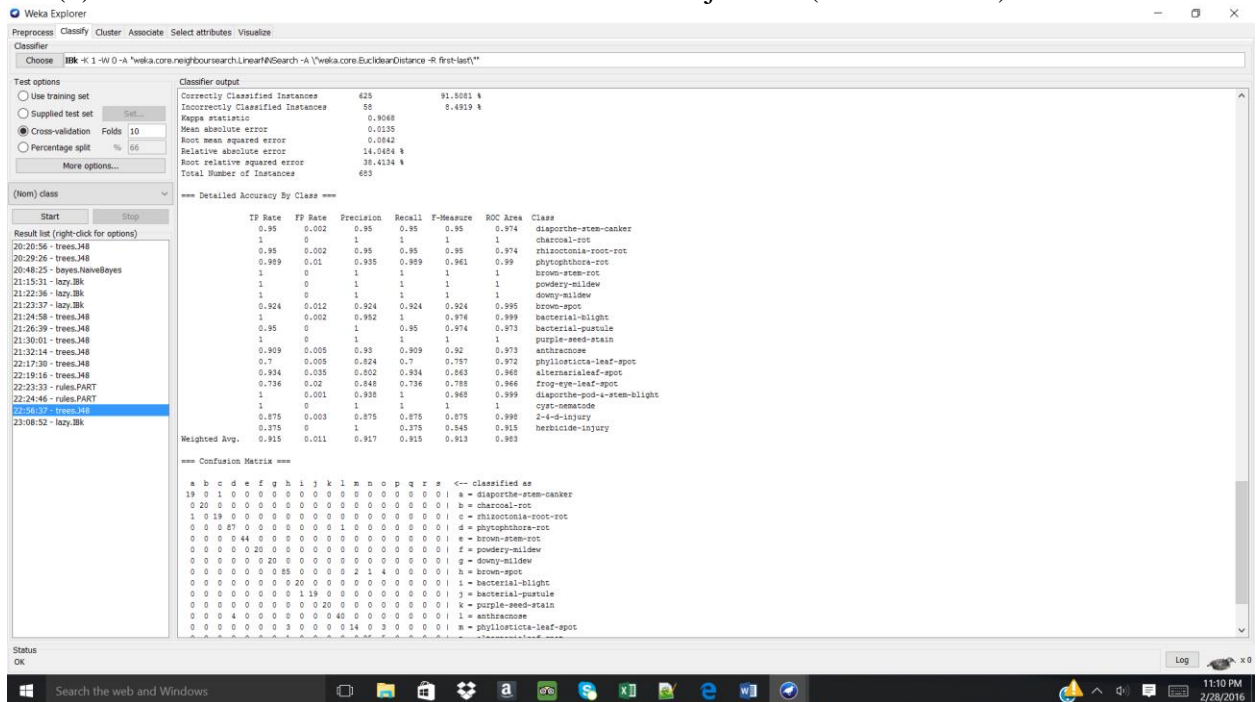 Weka Explorer
Preprocess Classify Cluster Associate Select attributes Visualize
Classifier
Choose IBk -K 1 -W 0 -A "weka.core.neighboursearch.LinearNNSearch -A \"weka.core.EuclideanDistance -R first-last\""
Test options
Use training set
Supplied test set Set...
Cross-validation Folds 10
Percentage split % 66
More options...
(Nom) class
Start Stop
Result list (right-click for options)
20:20:56 - trees.J48
20:29:26 - trees.J48
20:48:25 - bayes.NaiveBayes
21:15:31 - lazy.IBk
21:22:36 - lazy.IBk
21:23:37 - lazy.IBk
21:24:58 - trees.J48
21:26:39 - trees.J48
21:30:01 - trees.J48
21:32:14 - trees.J48
22:17:30 - trees.J48
22:19:16 - trees.J48
22:23:33 - rules.PART
22:24:46 - rules.PART
22:56:37 - trees.J48
23:08:52 - lazy.IBk
Classifier output
Correctly Classified Instances 625 91.5081 %
Incorrectly Classified Instances 58 8.4919 %
Kappa statistic 0.9068
Mean absolute error 0.0135
Root mean squared error 0.0842
Relative absolute error 14.0484 %
Root relative squared error 38.4134 %
Total Number of Instances 683
=== Detailed Accuracy By Class ===
TP Rate FP Rate Precision Recall F-Measure ROC Area Class
0.95 0.002 0.95 0.95 0.95 0.974 diaporthe-stem-canker
1 0 1 1 1 1 charcoal-rot
0.95 0.002 0.95 0.95 0.95 0.974 rhizoctonia-root-rot
0.989 0.01 0.935 0.989 0.961 0.99 phytophthora-rot
1 0 1 1 1 1 brown-stem-rot
1 0 1 1 1 1 powdery-mildew
1 0 1 1 1 1 downy-mildew
0.924 0.012 0.924 0.924 0.924 0.995 brown-spot
1 0.002 0.952 1 0.976 0.999 bacterial-blight
0.95 0 1 0.95 0.974 0.973 bacterial-pustule
1 0 1 1 1 1 purple-seed-stain
0.909 0.005 0.93 0.909 0.92 0.973 anthracnose
0.7 0.005 0.824 0.7 0.757 0.972 phyllosticta-leaf-spot
0.934 0.035 0.802 0.934 0.863 0.968 alternarialeaf-spot
0.736 0.02 0.848 0.736 0.788 0.966 frog-eye-leaf-spot
1 0.001 0.938 1 0.968 0.999 diaporthe-pod-&-stem-blight
1 0 1 1 1 1 cyst-nematode
0.875 0.003 0.875 0.875 0.875 0.998 2-4-d-injury
0.375 0 1 0.375 0.545 0.915 herbicide-injury
Weighted Avg. 0.915 0.011 0.917 0.915 0.913 0.983
=== Confusion Matrix ===
a b c d e f g h i j k l m n o p q r s <-- classified as
19 0 1 0 0 0 0 0 0 0 0 0 0 0 0 0 0 0 0 | a = diaporthe-stem-canker
0 20 0 0 0 0 0 0 0 0 0 0 0 0 0 0 0 0 0 | b = charcoal-rot
1 0 19 0 0 0 0 0 0 0 0 0 0 0 0 0 0 0 0 | c = rhizoctonia-root-rot
0 0 0 87 0 0 0 0 0 0 0 1 0 0 0 0 0 0 0 | d = phytophthora-rot
0 0 0 0 44 0 0 0 0 0 0 0 0 0 0 0 0 0 0 | e = brown-stem-rot
0 0 0 0 0 20 0 0 0 0 0 0 0 0 0 0 0 0 0 | f = powdery-mildew
0 0 0 0 0 0 20 0 0 0 0 0 0 0 0 0 0 0 0 | g = downy-mildew
0 0 0 0 0 0 0 85 0 0 0 0 2 1 4 0 0 0 0 | h = brown-spot
0 0 0 0 0 0 0 0 20 0 0 0 0 0 0 0 0 0 0 | i = bacterial-blight
0 0 0 0 0 0 0 0 1 19 0 0 0 0 0 0 0 0 0 | j = bacterial-pustule
0 0 0 0 0 0 0 0 0 0 20 0 0 0 0 0 0 0 0 | k = purple-seed-stain
0 0 0 4 0 0 0 0 0 0 0 40 0 0 0 0 0 0 0 | l = anthracnose
0 0 0 0 0 0 0 3 0 0 0 0 14 0 3 0 0 0 0 | m = phyllosticta-leaf-spot
Status
OK
Log x 0
Search the web and Windows
11:10 PM
2/28/2016